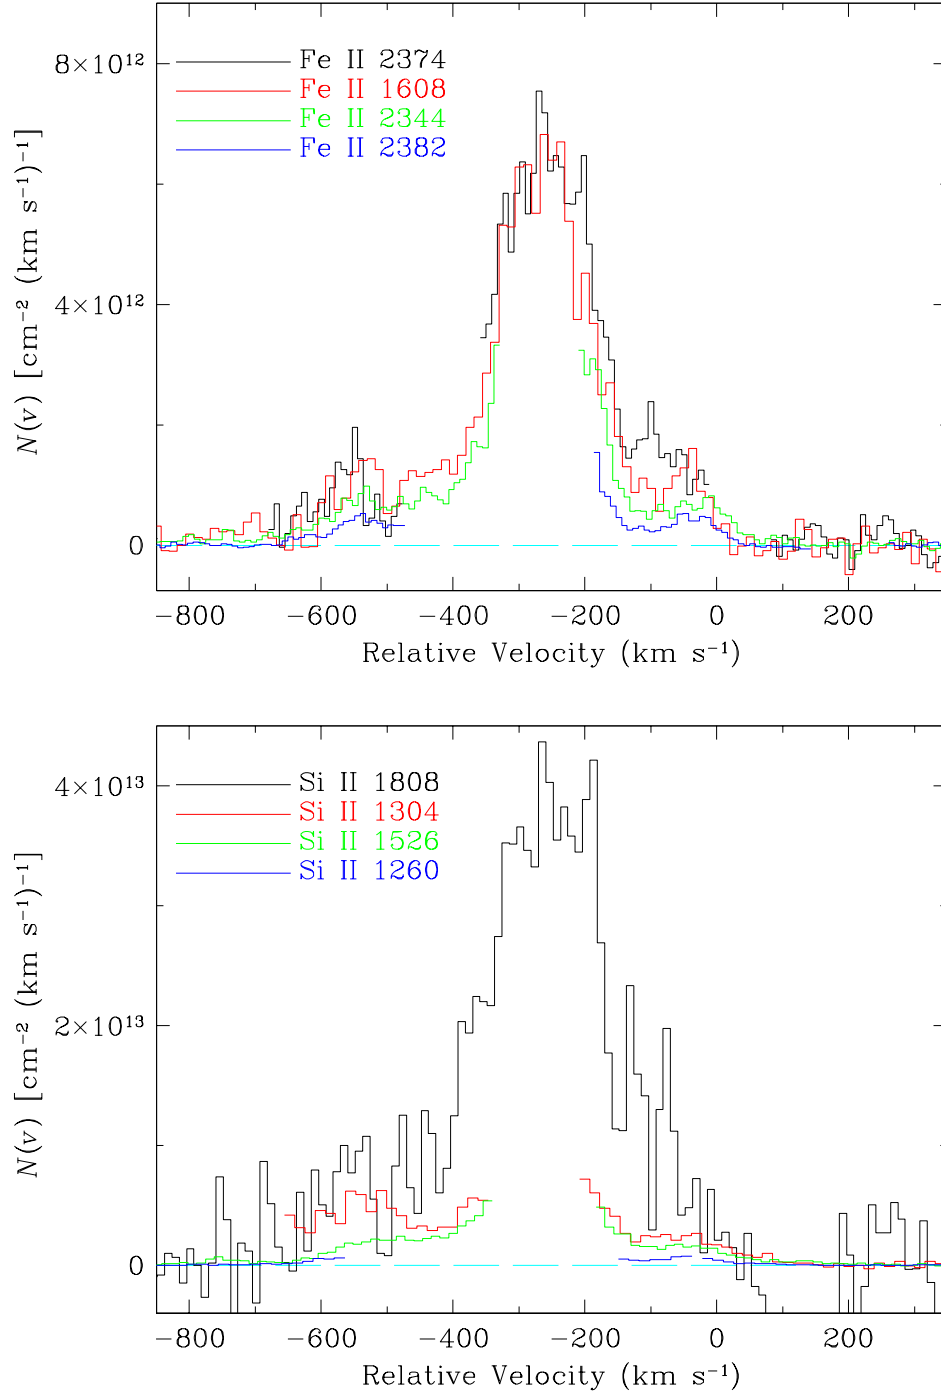 8×10¹²
Fe II 2374
Fe II 1608
Fe II 2344
Fe II 2382
4×10¹²
0
N(v) [cm⁻² (km s⁻¹)⁻¹]
−800 −600 −400 −200 0 200
Relative Velocity (km s⁻¹)
4×10¹³
Si II 1808
Si II 1304
Si II 1526
Si II 1260
2×10¹³
0
N(v) [cm⁻² (km s⁻¹)⁻¹]
−800 −600 −400 −200 0 200
Relative Velocity (km s⁻¹)